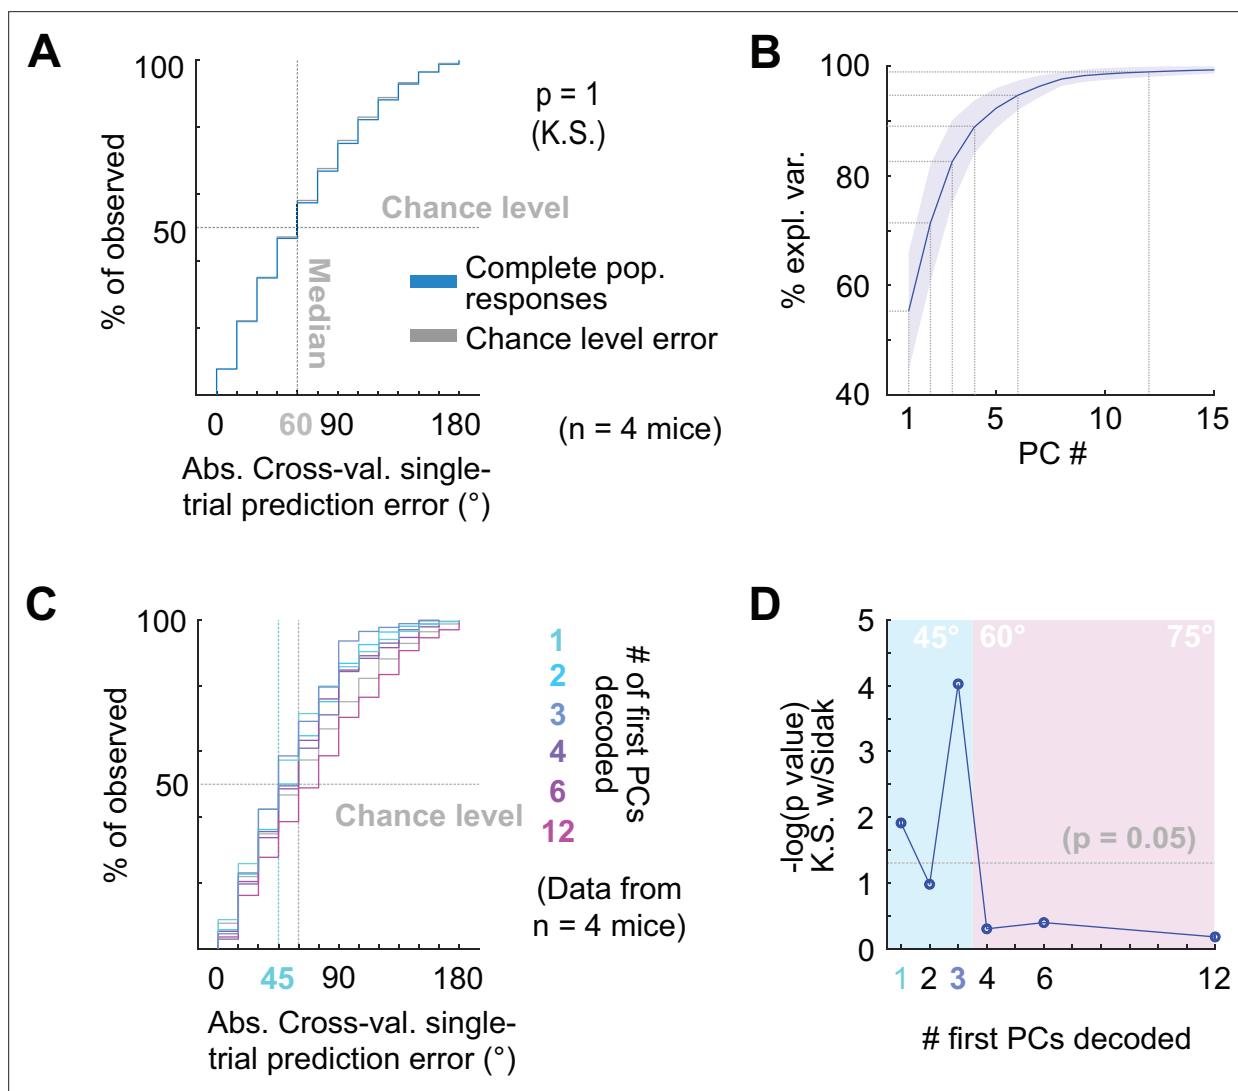 A
100
50
% of observed
p = 1
(K.S.)
Chance level
Median
Complete pop.
responses
Chance level error
0
60
90
180
(n = 4 mice)
Abs. Cross-val. single-
trial prediction error (°)
B
100
80
60
40
% expl. var.
1
5
10
15
PC #
C
100
50
% of observed
Chance level
1
2
3
4
6
12
# of first PCs
decoded
(Data from
n = 4 mice)
0
45
90
180
Abs. Cross-val. single-
trial prediction error (°)
D
5
4
3
2
1
0
-log(p value)
K.S. w/Sidak
45°
60°
75°
(p = 0.05)
1
2
3
4
6
12
# first PCs decoded